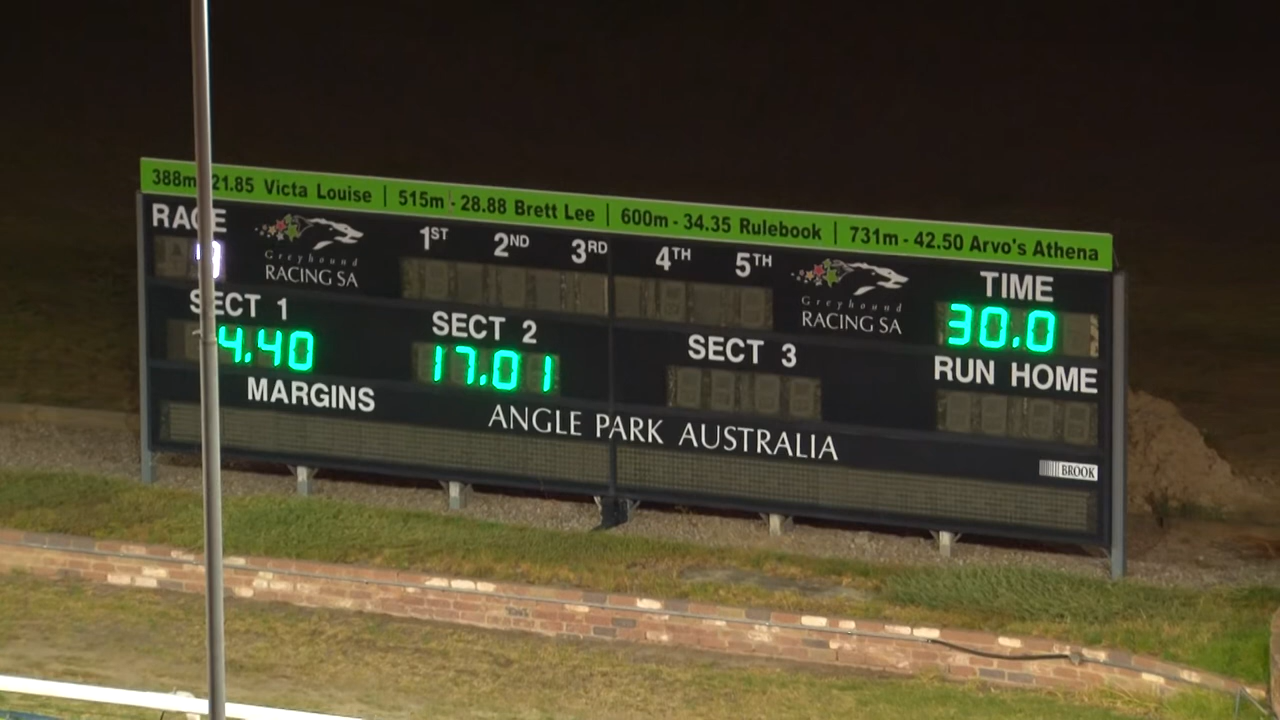 388m 21.85 Victa Louise | 515m - 28.88 Brett Lee | 600m - 34.35 Rulebook | 731m - 42.50 Arvo's Athena
RACE
Greyhound
RACING SA
1ST 2ND 3RD 4TH 5TH
Greyhound
RACING SA
TIME
30.0
SECT 1
4.40
SECT 2
17.01
SECT 3
RUN HOME
MARGINS
ANGLE PARK AUSTRALIA
BROOK